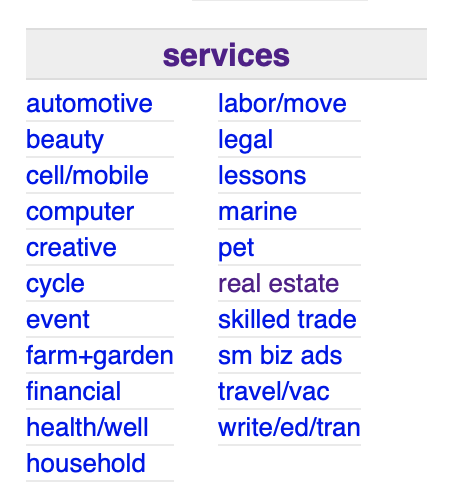 services
automotive
beauty
cell/mobile
computer
creative
cycle
event
farm+garden
financial
health/well
household
labor/move
legal
lessons
marine
pet
real estate
skilled trade
sm biz ads
travel/vac
write/ed/tran